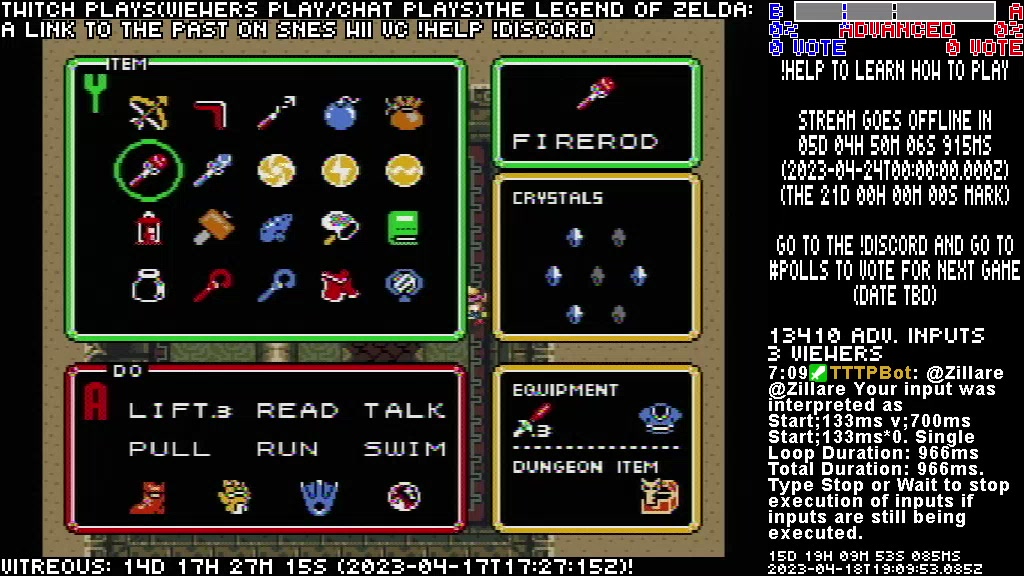 TWITCH PLAYS(VIEWERS PLAY/CHAT PLAYS)THE LEGEND OF ZELDA:
A LINK TO THE PAST ON SNES WII VC !HELP !DISCORD
B A
0% ADVANCED 0%
0 VOTE 0 VOTE
!HELP TO LEARN HOW TO PLAY
STREAM GOES OFFLINE IN
05D 04H 50M 06S 915MS
(2023-04-24T00:00:00.000Z)
(THE 21D 00H 00M 00S MARK)
GO TO THE !DISCORD AND GO TO
#POLLS TO VOTE FOR NEXT GAME
(DATE TBD)
13410 ADV. INPUTS
3 VIEWERS
7:09 TTTPBot: @Zillare
@Zillare Your input was
interpreted as
Start;133ms v;700ms
Start;133ms*0. Single
Loop Duration: 966ms
Total Duration: 966ms.
Type Stop or Wait to stop
execution of inputs if
inputs are still being
executed.
15D 19H 09M 53S 085MS
2023-04-18T19:09:53.085Z
ITEM
Y
FIREROD
CRYSTALS
DO
A
LIFT.3 READ TALK
PULL RUN SWIM
EQUIPMENT
3
DUNGEON ITEM
VITREOUS: 14D 17H 27M 15S (2023-04-17T17:27:15Z)!